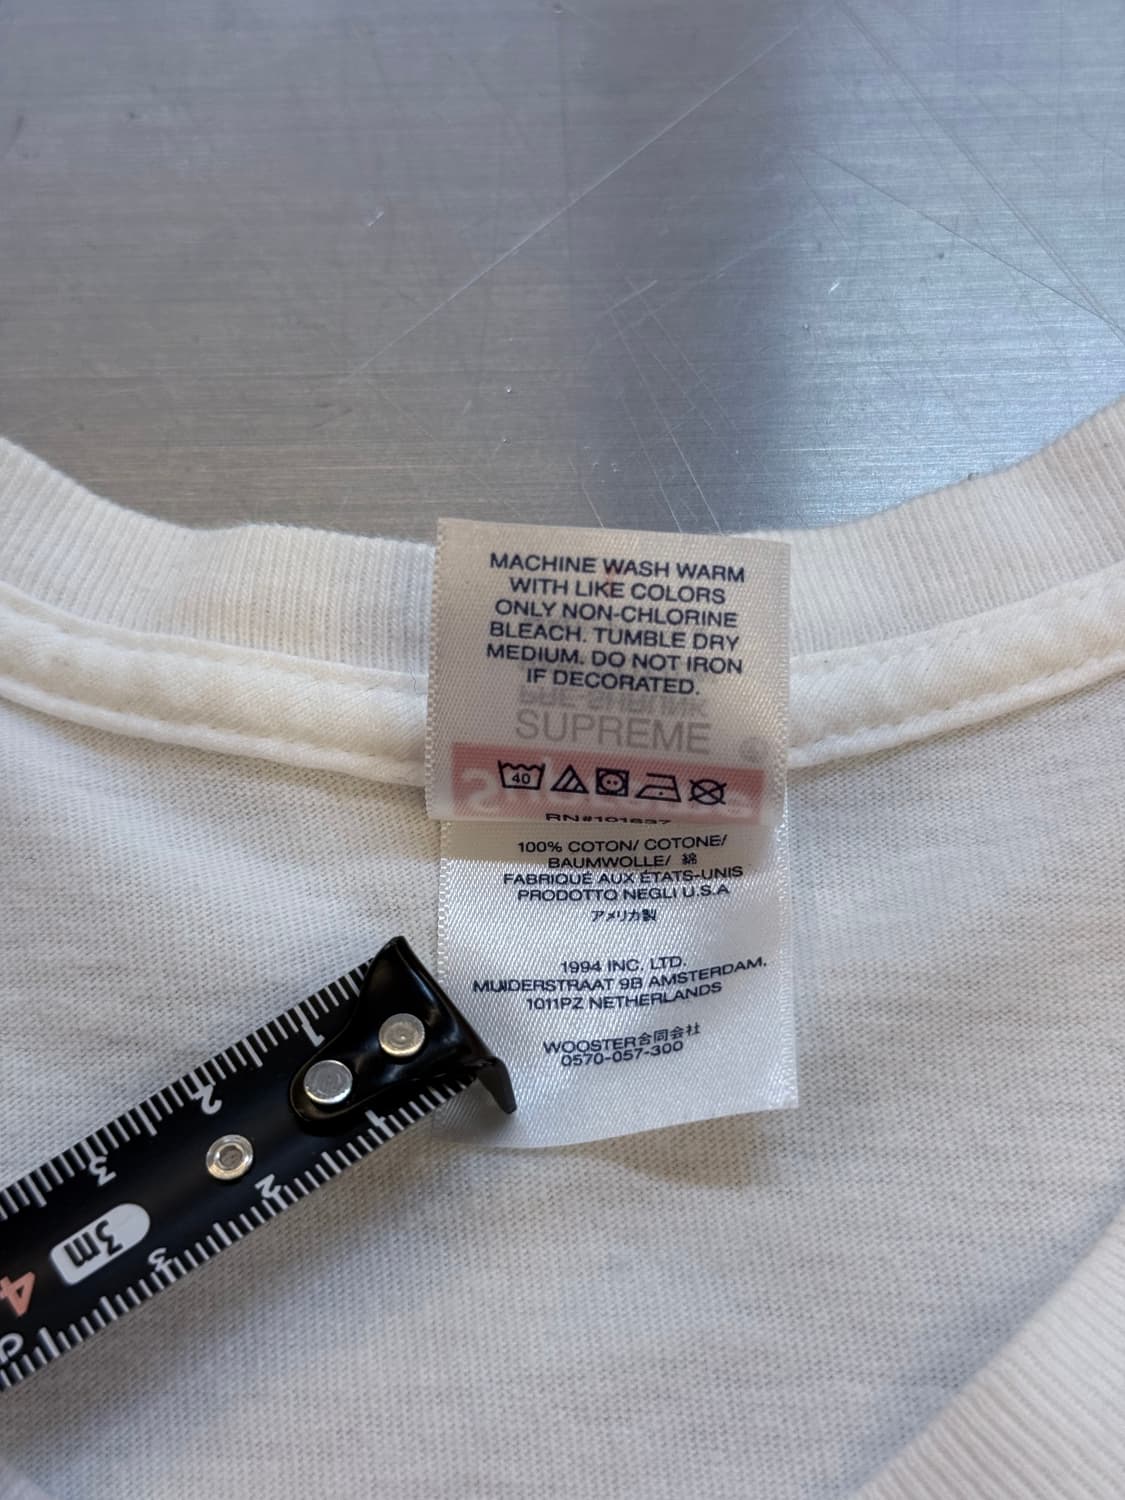 MACHINE WASH WARM
WITH LIKE COLORS
ONLY NON-CHLORINE
BLEACH. TUMBLE DRY
MEDIUM. DO NOT IRON
IF DECORATED.
SUPREME
40
RN#101837
100% COTON/ COTONE/
BAUMWOLLE/ 綿
FABRIQUÉ AUX ÉTATS-UNIS
PRODOTTO NEGLI U.S.A
アメリカ製
1994 INC. LTD.
MUIDERSTRAAT 9B AMSTERDAM.
1011PZ NETHERLANDS
WOOSTER合同会社
0570-057-300
1
2
3
4
1
2
3
3m